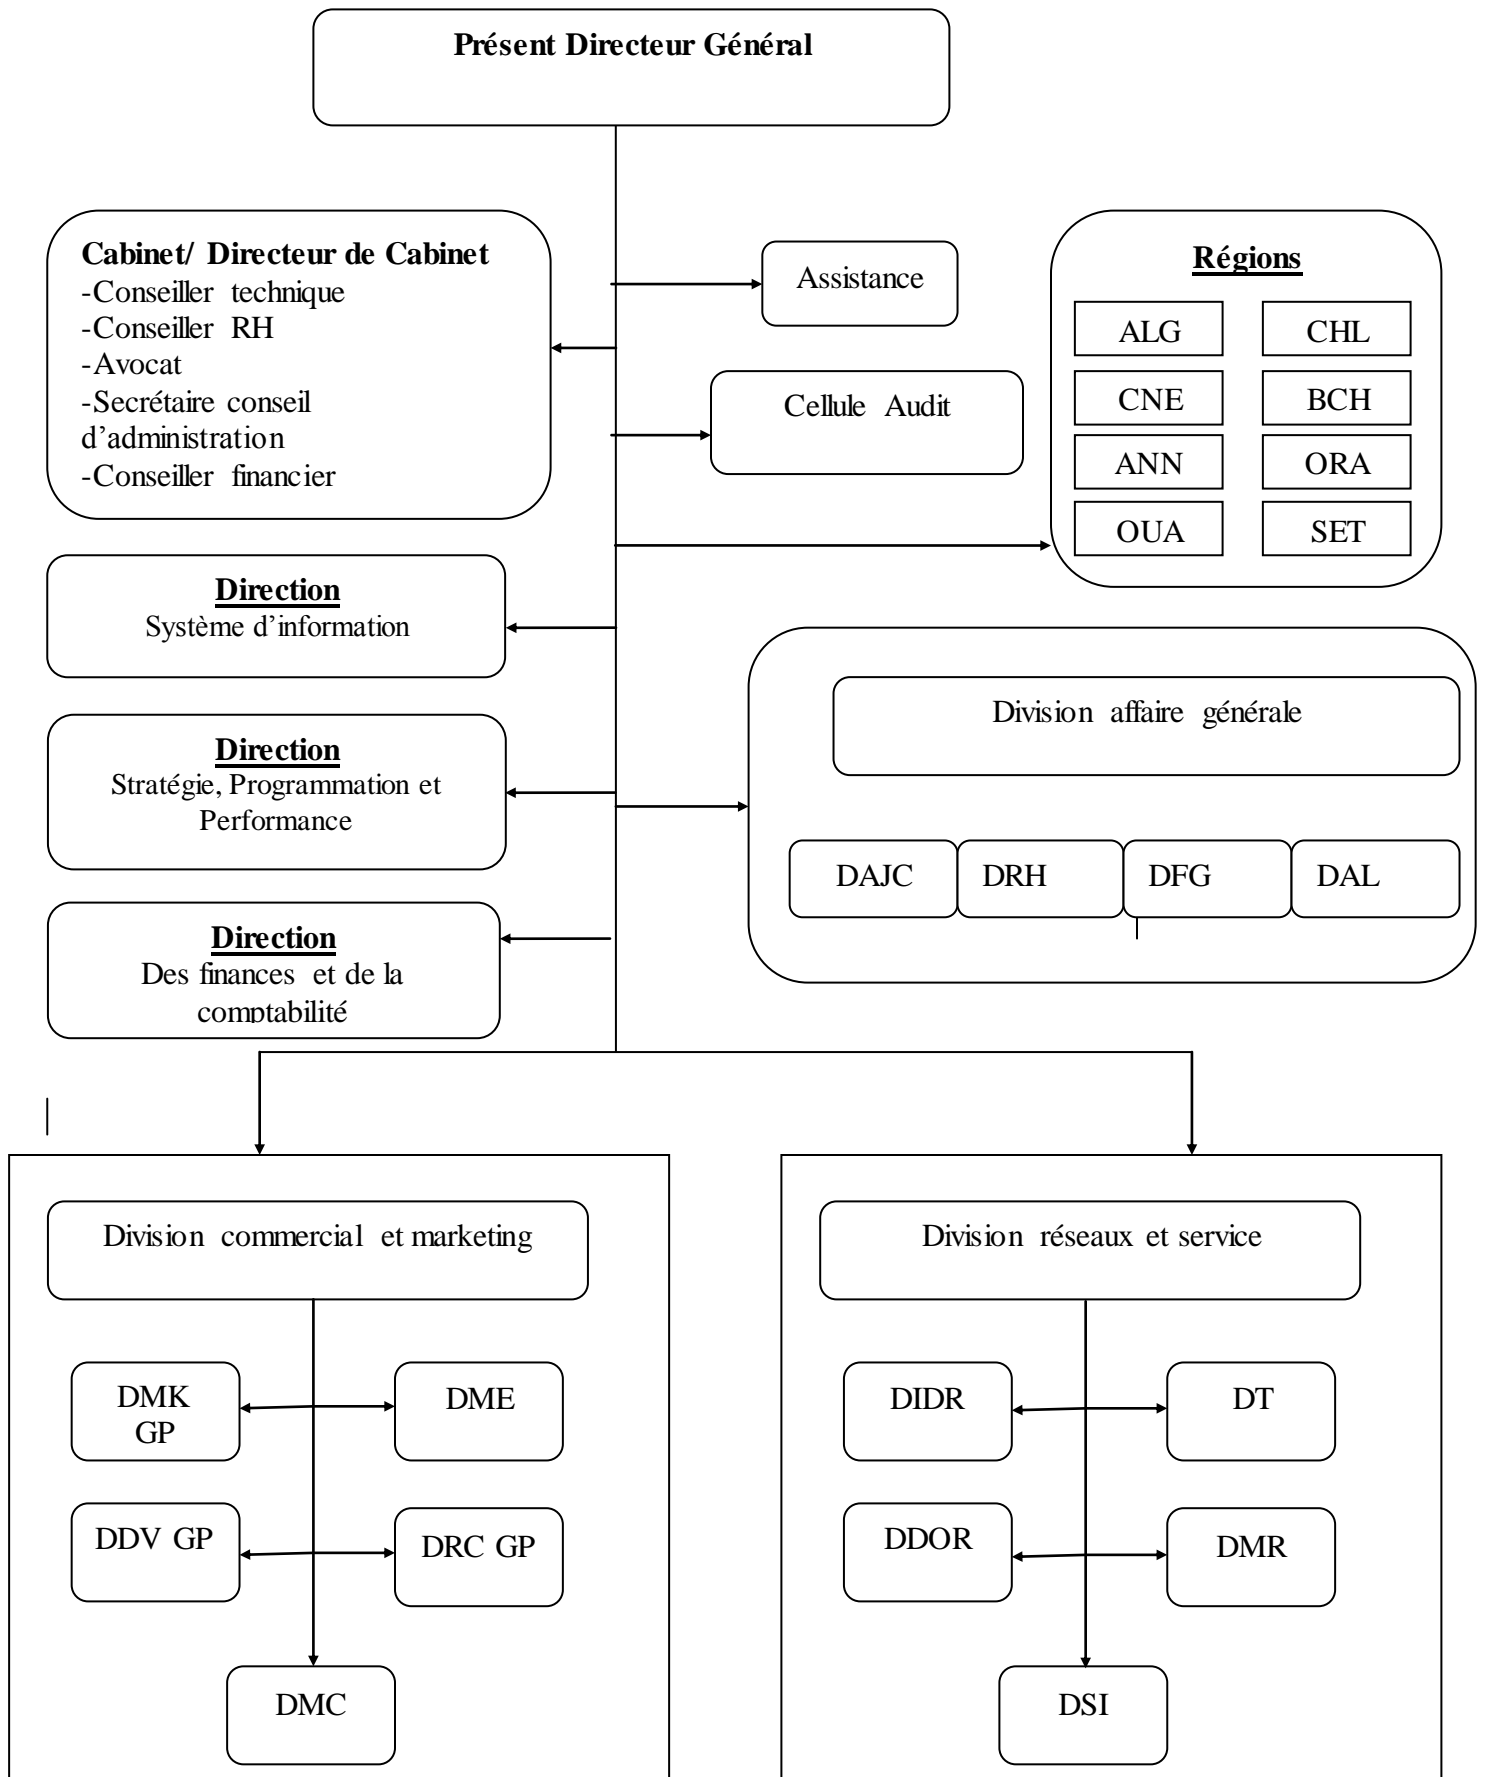 Présent Directeur Général
Cabinet/ Directeur de Cabinet
-Conseiller technique
-Conseiller RH
-Avocat
-Secrétaire conseil
d’administration
-Conseiller financier
Assistance
Cellule Audit
Régions
ALG
CHL
CNE
BCH
ANN
ORA
OUA
SET
Direction
Système d’information
Direction
Stratégie, Programmation et
Performance
Direction
Des finances et de la
comptabilité
Division affaire générale
DAJC
DRH
DFG
DAL
Division commercial et marketing
DMK
GP
DME
DDV GP
DRC GP
DMC
Division réseaux et service
DIDR
DT
DDOR
DMR
DSI